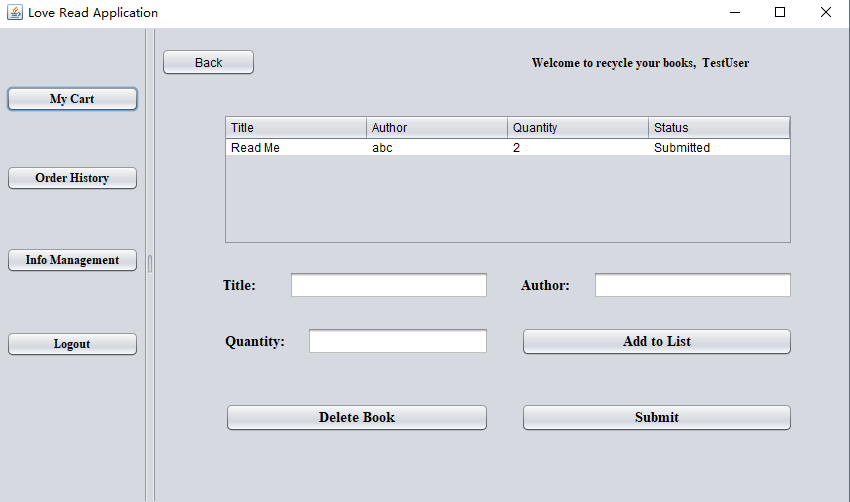 Love Read Application
Back
Welcome to recycle your books, TestUser
My Cart
Order History
Info Management
Logout
Title Author Quantity Status
Read Me abc 2 Submitted
Title:
Author:
Quantity:
Add to List
Delete Book
Submit